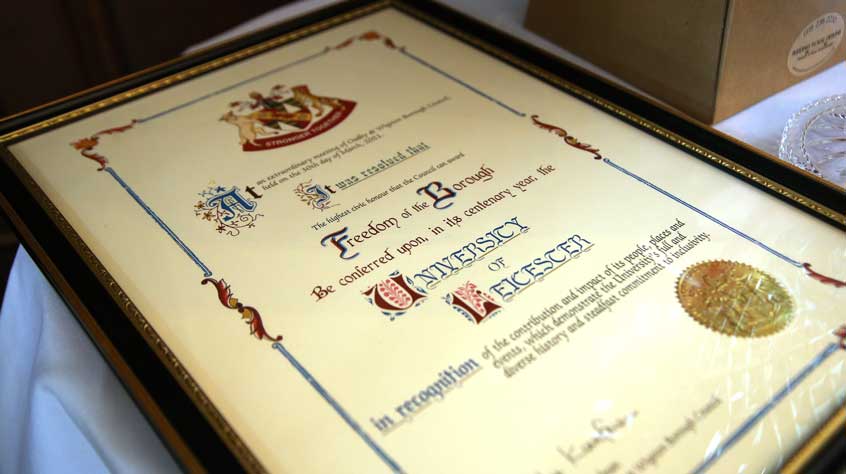 STRONGER TOGETHER
At an extraordinary meeting of Oadby & Wigston Borough Council
held on the 30th day of March, 2021.
It was resolved that
The highest civic honour that the Council can award
Freedom of the Borough
Be conferred upon, in its centenary year, the
UNIVERSITY
OF
LEICESTER
in recognition of the contribution and impact of its people, places and
events, which demonstrate the University's full and
diverse history and steadfast commitment to inclusivity.
Wigston Borough Council